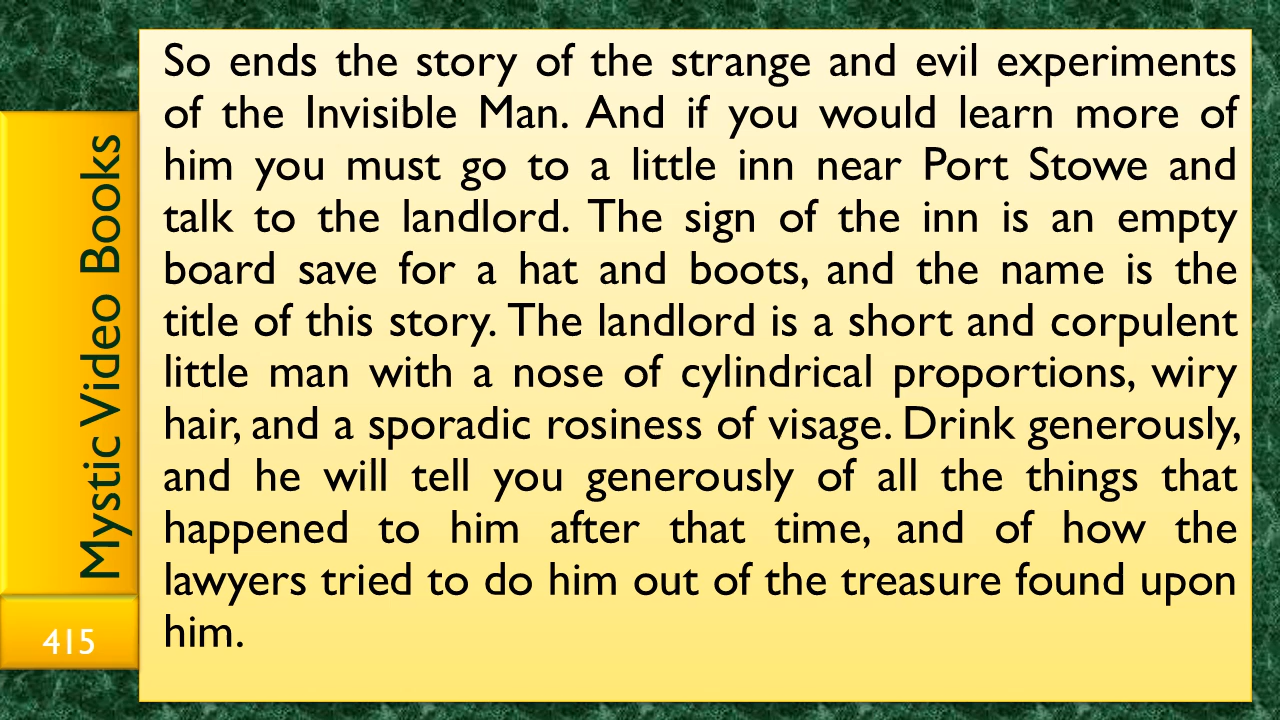 Mystic Video Books
415
So ends the story of the strange and evil experiments
of the Invisible Man. And if you would learn more of
him you must go to a little inn near Port Stowe and
talk to the landlord. The sign of the inn is an empty
board save for a hat and boots, and the name is the
title of this story. The landlord is a short and corpulent
little man with a nose of cylindrical proportions, wiry
hair, and a sporadic rosiness of visage. Drink generously,
and he will tell you generously of all the things that
happened to him after that time, and of how the
lawyers tried to do him out of the treasure found upon
him.